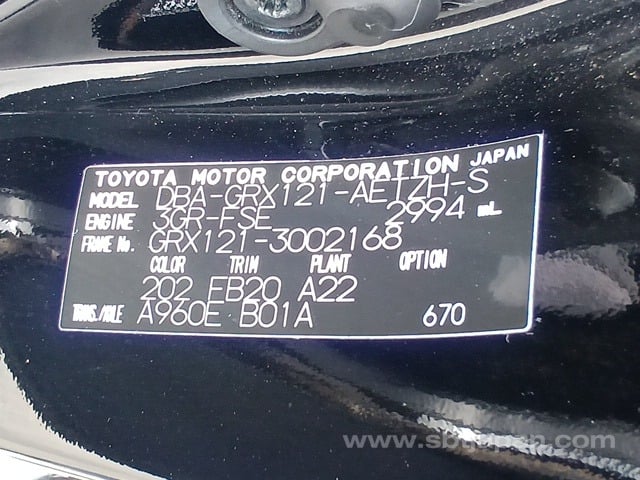 TOYOTA MOTOR CORPORATION JAPAN
MODEL DBA-GRX121-AETZH-S
ENGINE 3GR-FSE 2994 mL
FRAME No. GRX121-3002168
COLOR TRIM PLANT OPTION
202 EB20 A22
TRANS./AXLE A960E B01A 670